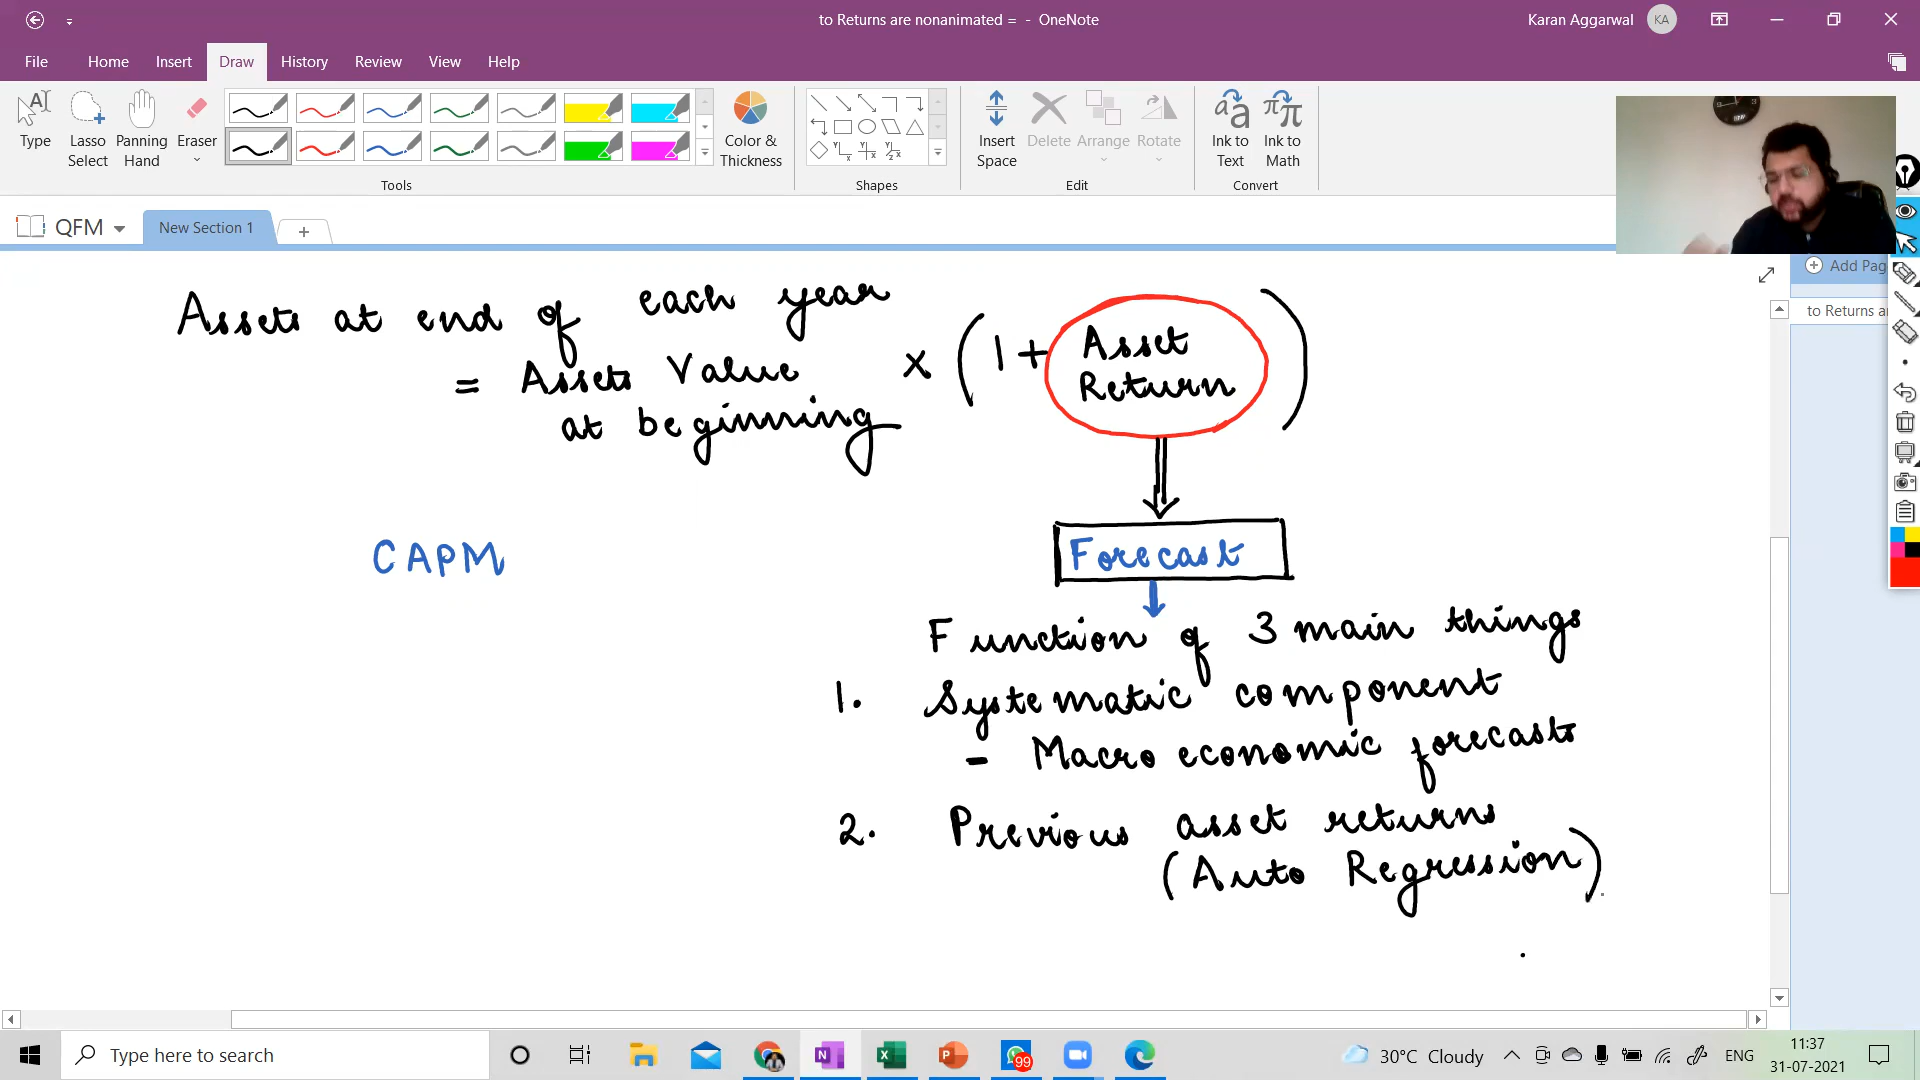 to Returns are nonanimated = - OneNote
Karan Aggarwal KA
File Home Insert Draw History Review View Help
Type
Lasso Select
Panning Hand
Eraser
Color & Thickness
Insert Space
Delete
Arrange
Rotate
Ink to Text
Ink to Math
Tools
Shapes
Edit
Convert
QFM
New Section 1
Add Pag
to Returns a
Assets at end of each year
= Assets Value at beginning × (1 + Asset Return)
Forecast
CAPM
Function of 3 main things
1. Systematic component
- Macro economic forecasts
2. Previous asset returns
(Auto Regression)
Type here to search
99
30°C Cloudy
ENG
11:37
31-07-2021